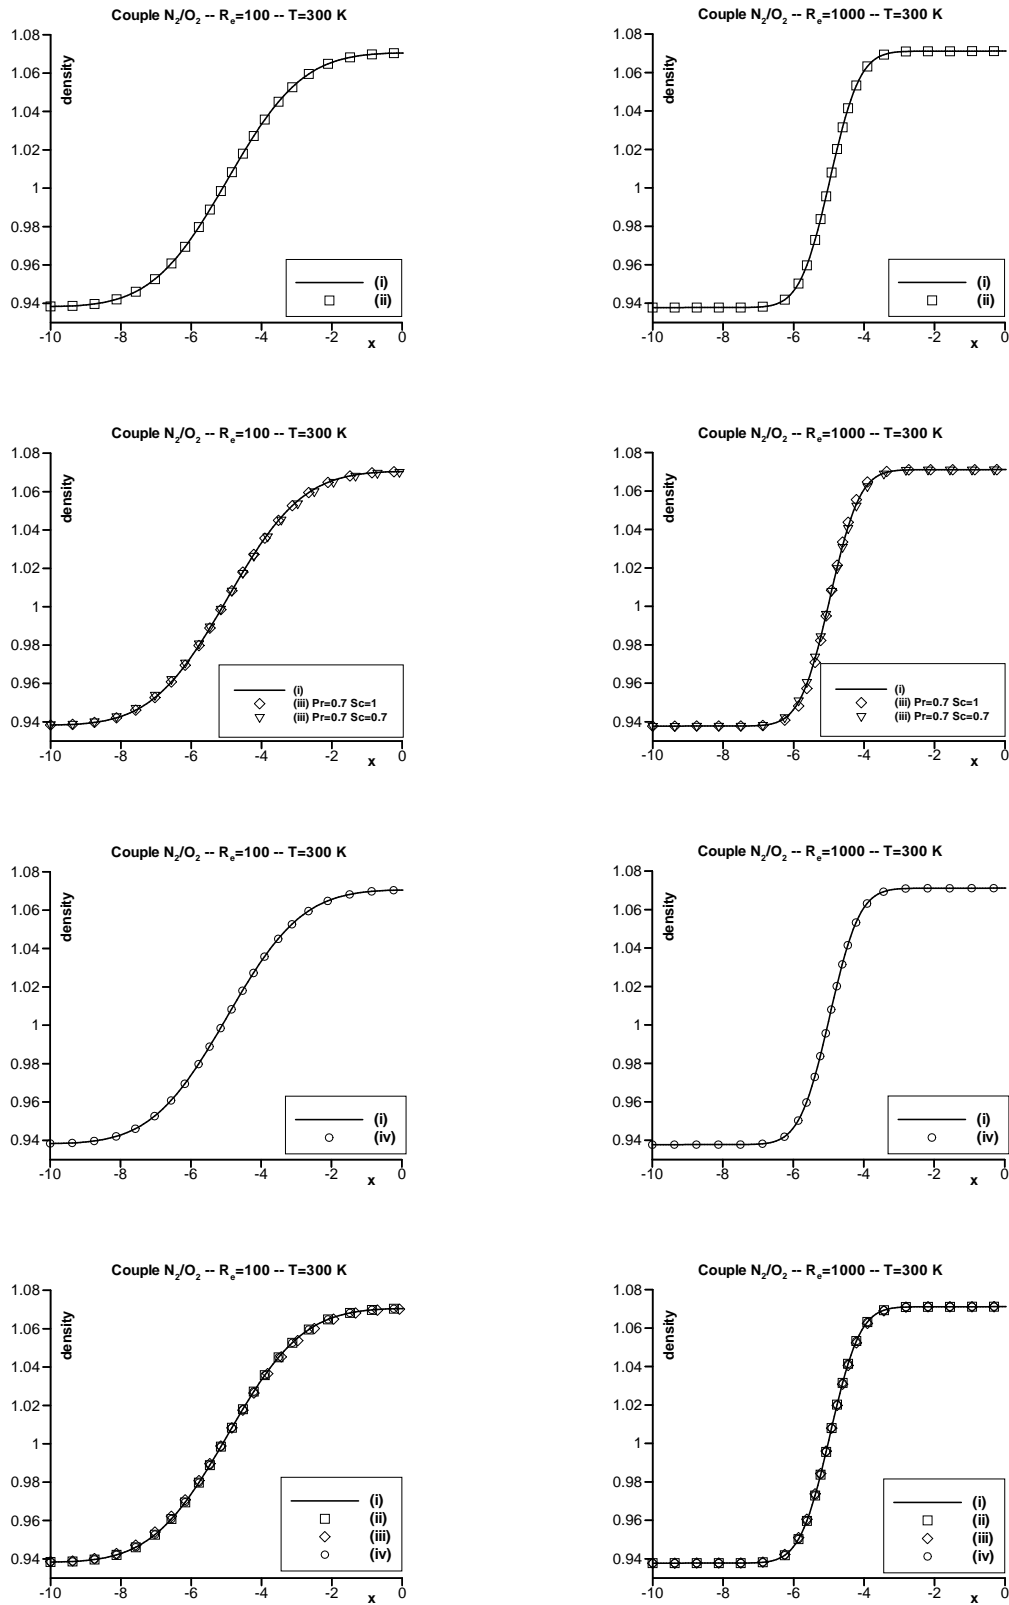 Couple N₂/O₂ -- Rₑ=100 -- T=300 K
density
1.08
1.06
1.04
1.02
1
0.98
0.96
0.94
-10
-8
-6
-4
-2
0
x
(i)
(ii)
Couple N₂/O₂ -- Rₑ=1000 -- T=300 K
density
1.08
1.06
1.04
1.02
1
0.98
0.96
0.94
-10
-8
-6
-4
-2
0
x
(i)
(ii)
Couple N₂/O₂ -- Rₑ=100 -- T=300 K
density
1.08
1.06
1.04
1.02
1
0.98
0.96
0.94
-10
-8
-6
-4
-2
0
x
(i)
(iii) Pr=0.7 Sc=1
(iii) Pr=0.7 Sc=0.7
Couple N₂/O₂ -- Rₑ=1000 -- T=300 K
density
1.08
1.06
1.04
1.02
1
0.98
0.96
0.94
-10
-8
-6
-4
-2
0
x
(i)
(iii) Pr=0.7 Sc=1
(iii) Pr=0.7 Sc=0.7
Couple N₂/O₂ -- Rₑ=100 -- T=300 K
density
1.08
1.06
1.04
1.02
1
0.98
0.96
0.94
-10
-8
-6
-4
-2
0
x
(i)
(iv)
Couple N₂/O₂ -- Rₑ=1000 -- T=300 K
density
1.08
1.06
1.04
1.02
1
0.98
0.96
0.94
-10
-8
-6
-4
-2
0
x
(i)
(iv)
Couple N₂/O₂ -- Rₑ=100 -- T=300 K
density
1.08
1.06
1.04
1.02
1
0.98
0.96
0.94
-10
-8
-6
-4
-2
0
x
(i)
(ii)
(iii)
(iv)
Couple N₂/O₂ -- Rₑ=1000 -- T=300 K
density
1.08
1.06
1.04
1.02
1
0.98
0.96
0.94
-10
-8
-6
-4
-2
0
x
(i)
(ii)
(iii)
(iv)